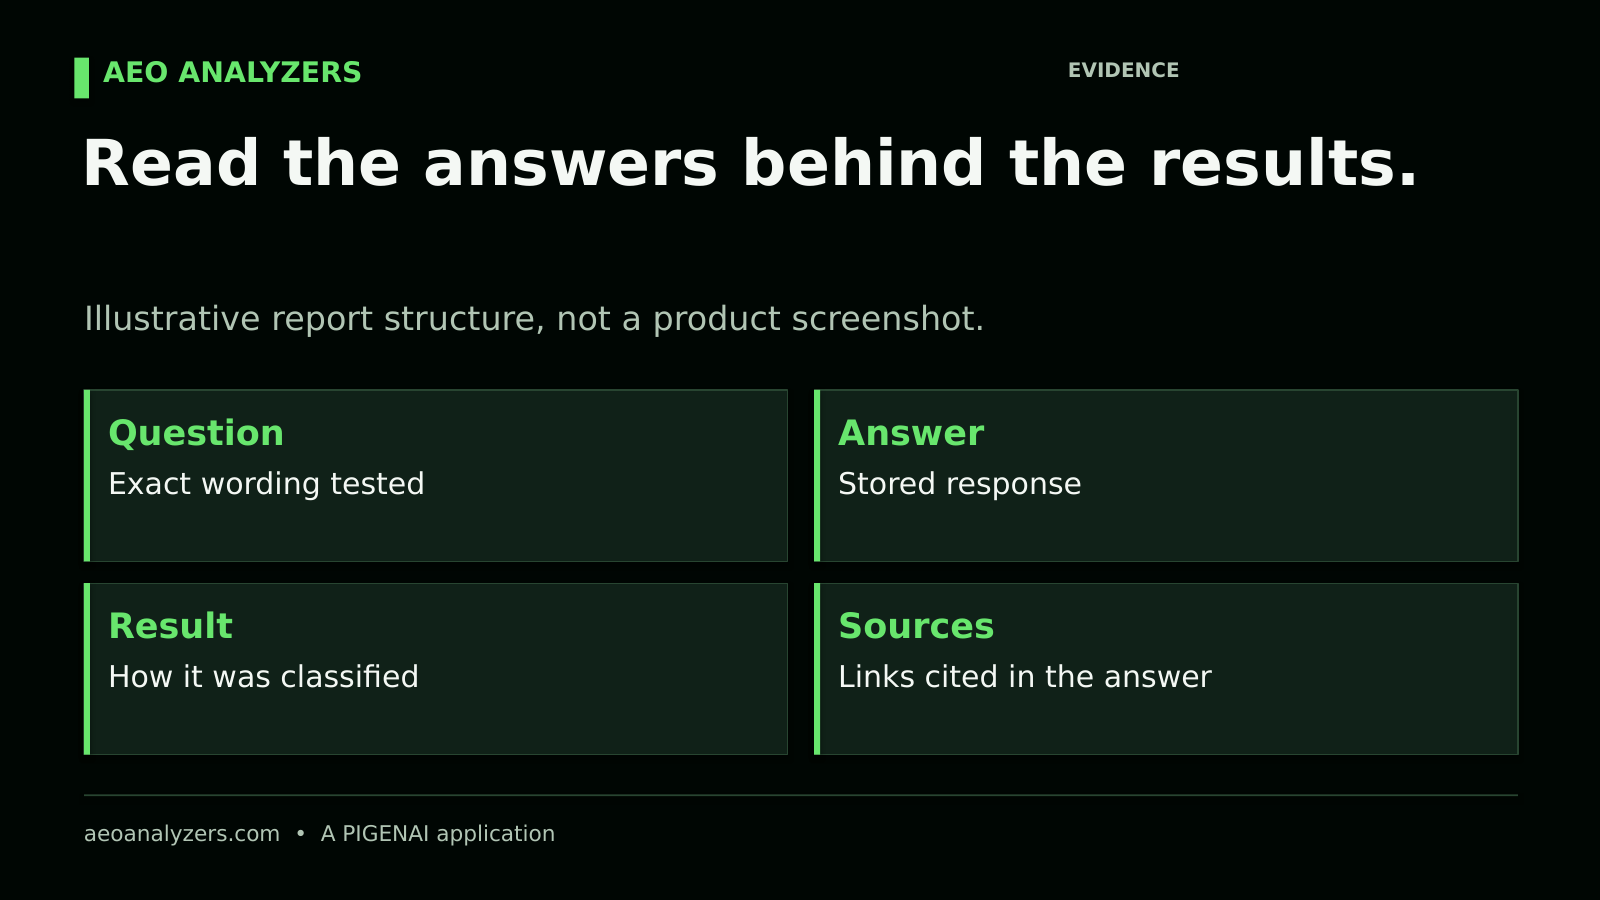 AEO ANALYZERS
EVIDENCE
Read the answers behind the results.
Illustrative report structure, not a product screenshot.
Question
Exact wording tested
Answer
Stored response
Result
How it was classified
Sources
Links cited in the answer
aeoanalyzers.com • A PIGENAI application